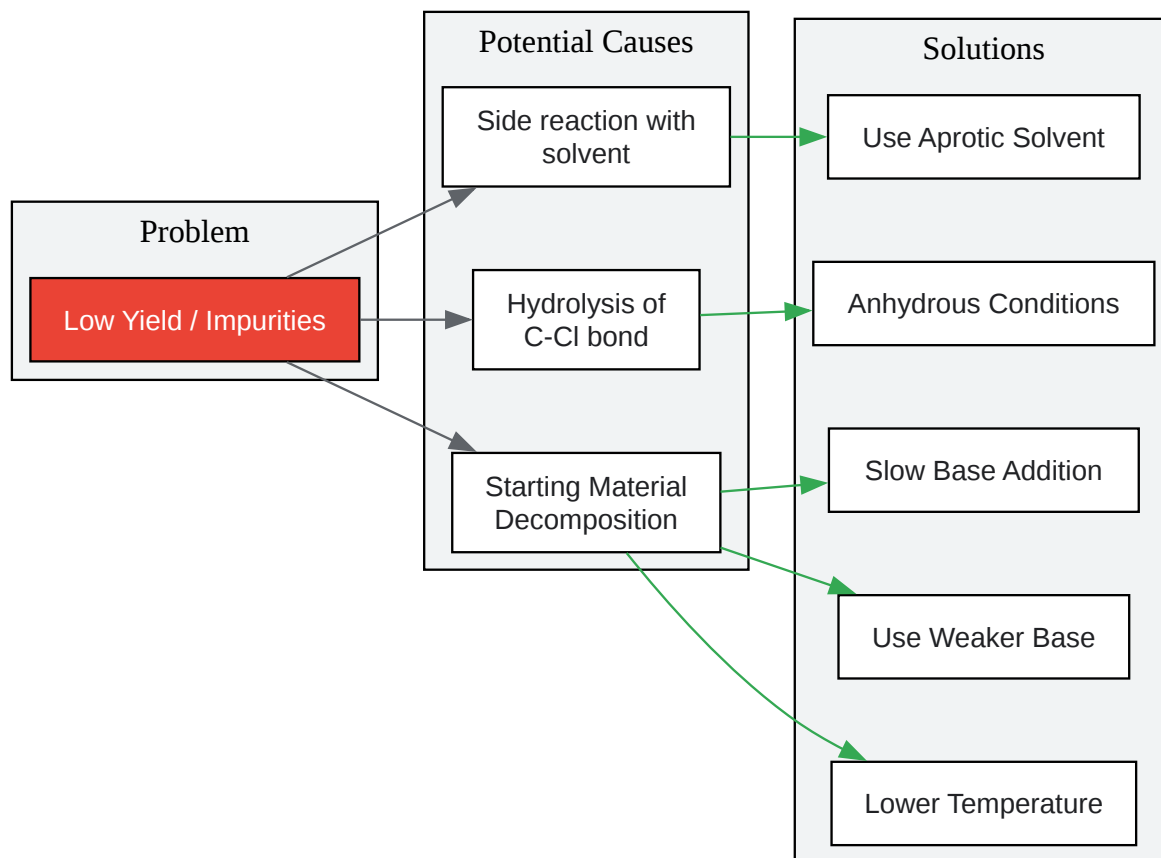 Problem
Low Yield / Impurities
Potential Causes
Side reaction with
solvent
Hydrolysis of
C-Cl bond
Starting Material
Decomposition
Solutions
Use Aprotic Solvent
Anhydrous Conditions
Slow Base Addition
Use Weaker Base
Lower Temperature